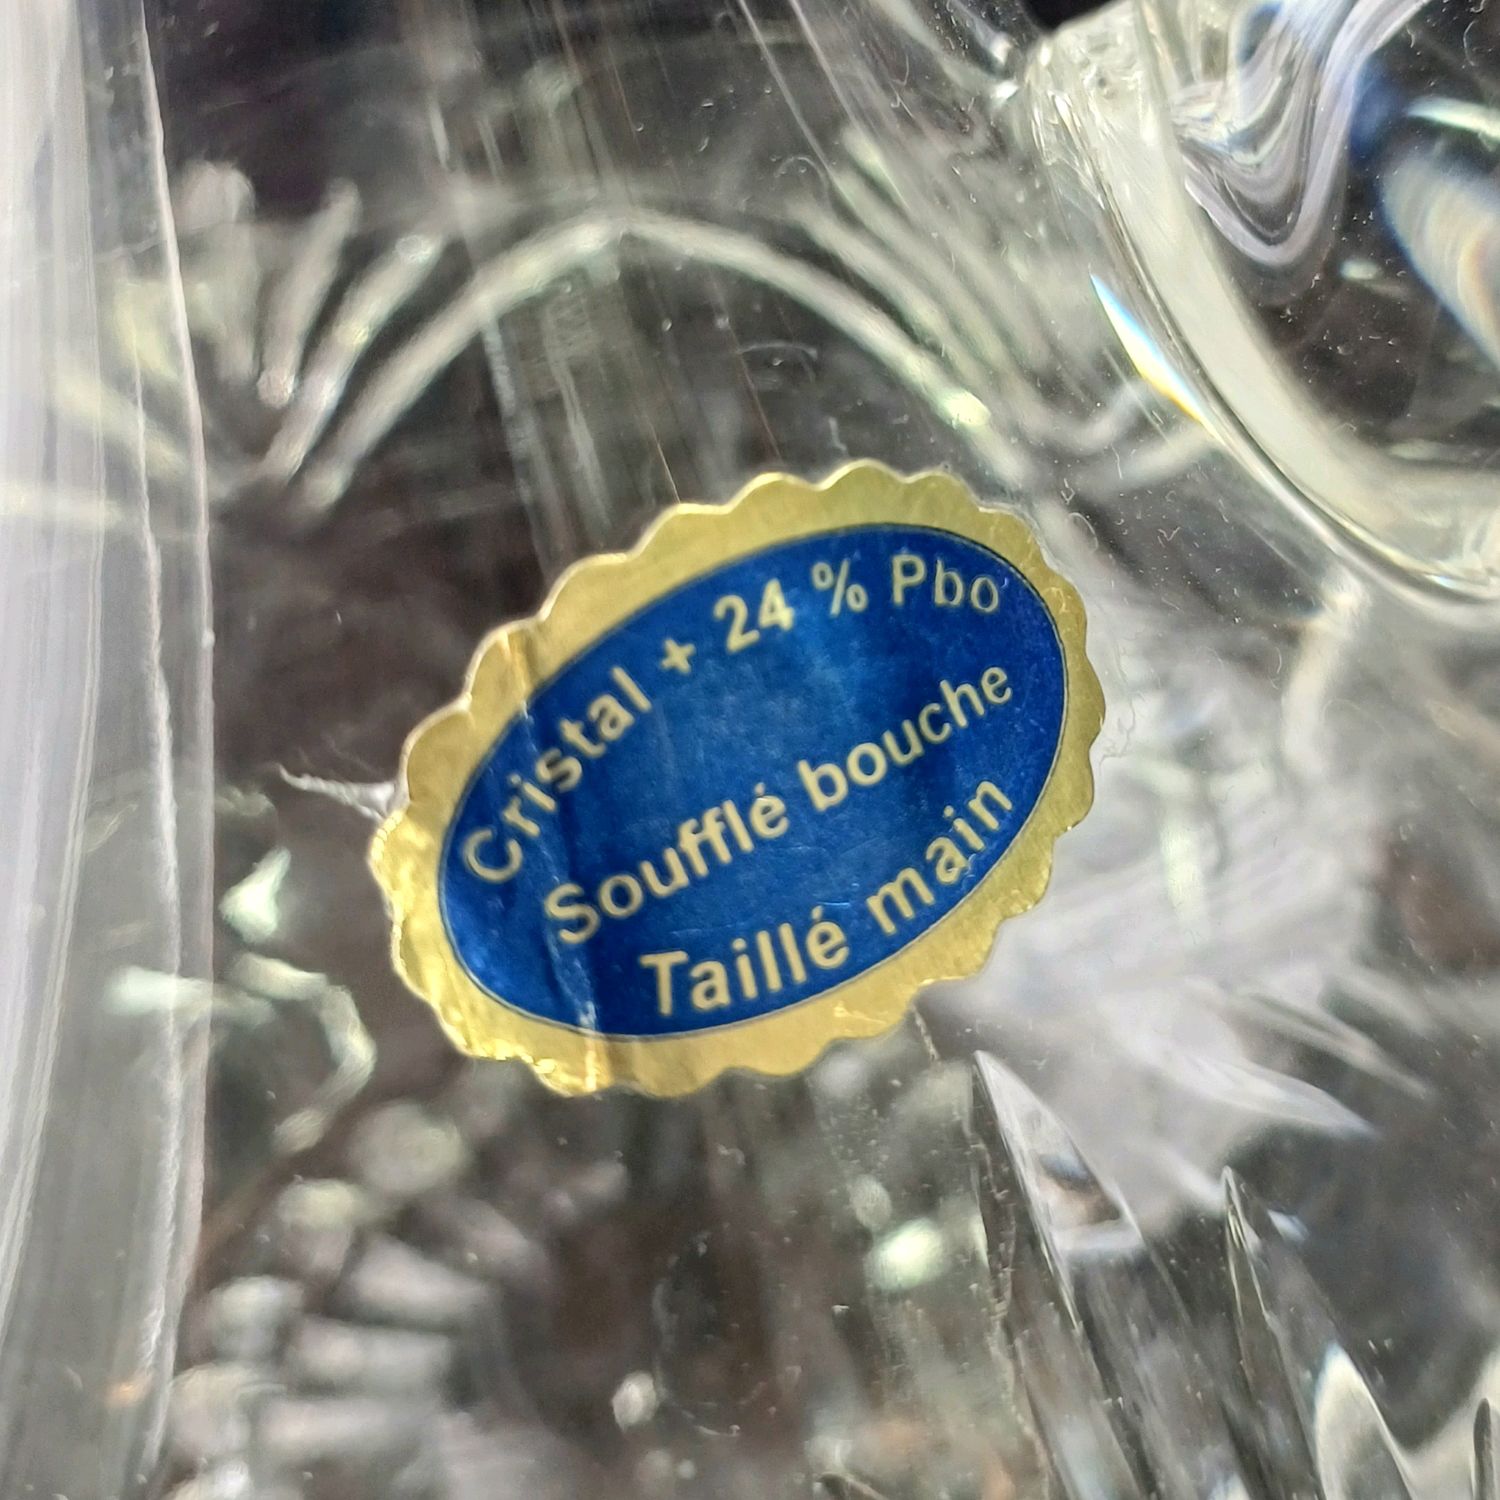 Cristal + 24 % Pbo
Soufflé bouche
Taillé main